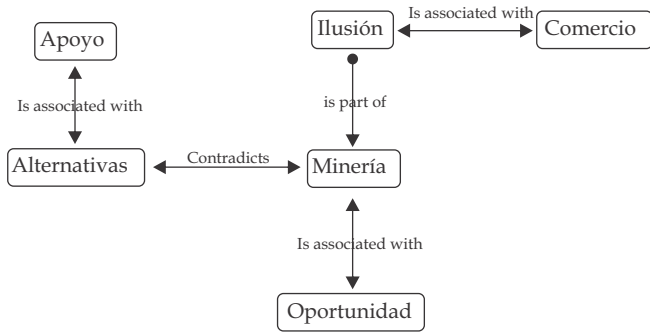 Ilusión
Is associated with
Comercio
Apoyo
Is associated with
is part of
Alternativas
Contradicts
Minería
Is associated with
Oportunidad